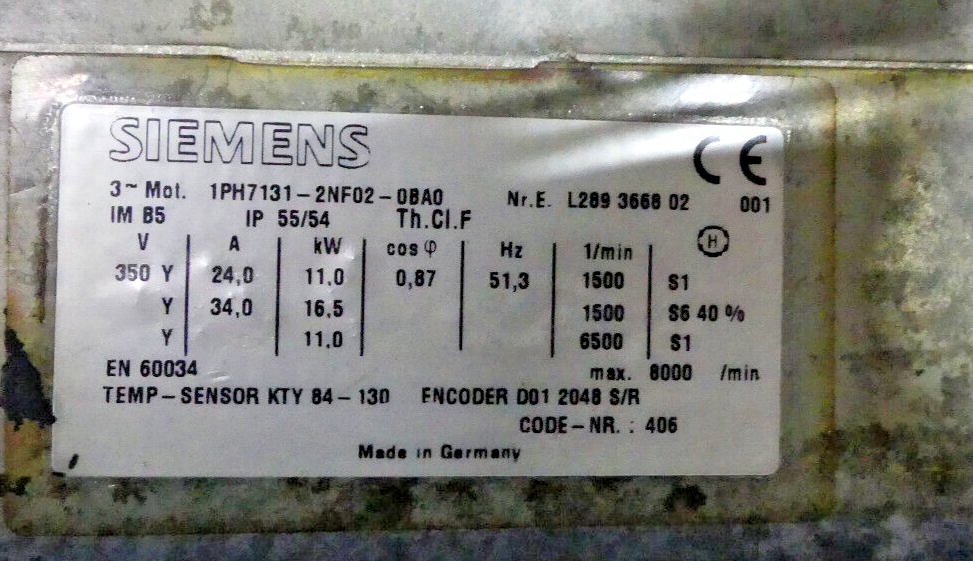 SIEMENS
CE
3~ Mot. 1PH7131-2NF02-0BA0 Nr.E. L289 3668 02 001
IM B5 IP 55/54 Th.Cl.F
H
V A kW cos φ Hz 1/min
350 Y 24,0 11,0 0,87 51,3 1500 S1
Y 34,0 16,5 1500 S6 40 %
Y 11,0 6500 S1
EN 60034 max. 8000 /min
TEMP-SENSOR KTY 84-130 ENCODER D01 2048 S/R
CODE-NR. : 406
Made in Germany